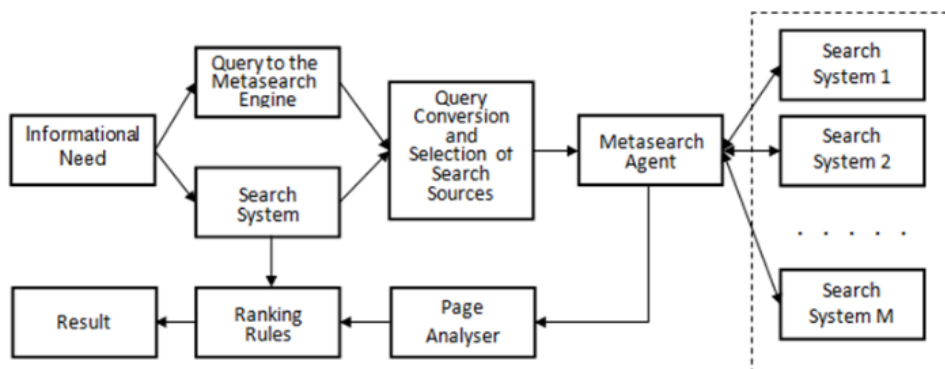 Query to the
Metasearch
Engine
Informational
Need
Query
Conversion
and
Selection of
Search
Sources
Metasearch
Agent
Search
System 1
Search
System 2
Search
System
. . . . .
Result
Ranking
Rules
Page
Analyser
Search
System M